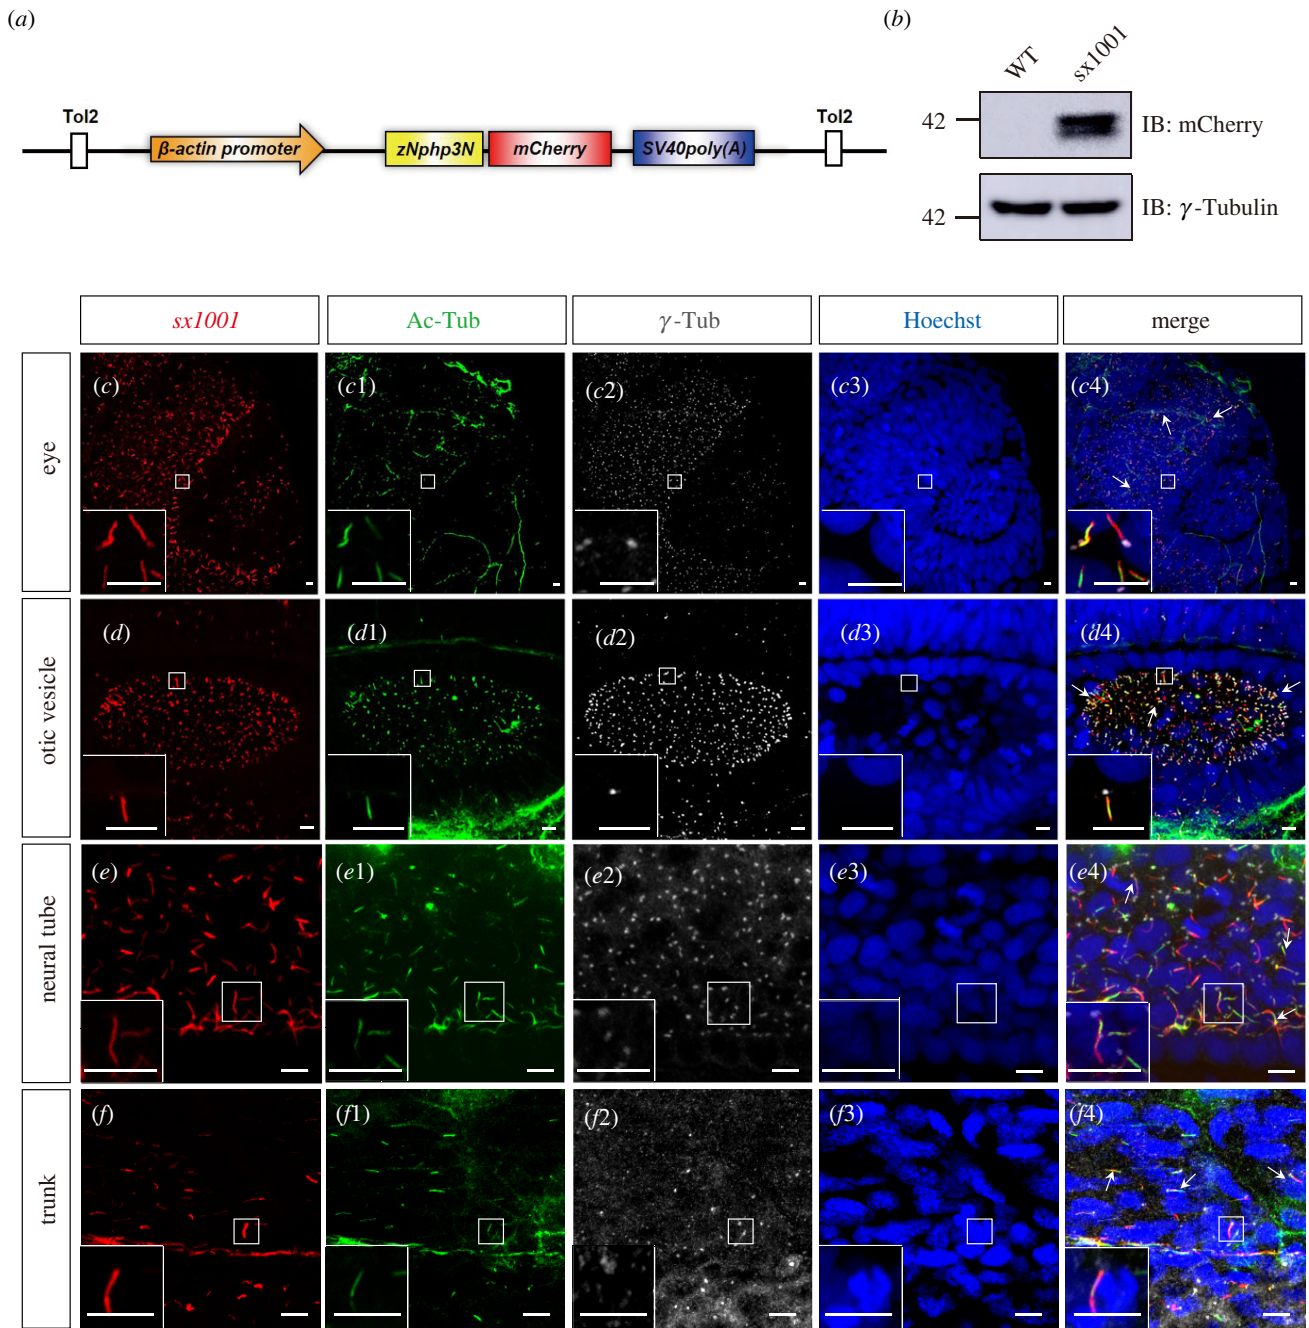 (a)
(b)
Tol2
β-actin promoter
zNphp3N
mCherry
SV40poly(A)
Tol2
WT
sx1001
42
IB: mCherry
42
IB: γ-Tubulin
sx1001
Ac-Tub
γ-Tub
Hoechst
merge
eye
(c)
(c1)
(c2)
(c3)
(c4)
otic vesicle
(d)
(d1)
(d2)
(d3)
(d4)
neural tube
(e)
(e1)
(e2)
(e3)
(e4)
trunk
(f)
(f1)
(f2)
(f3)
(f4)